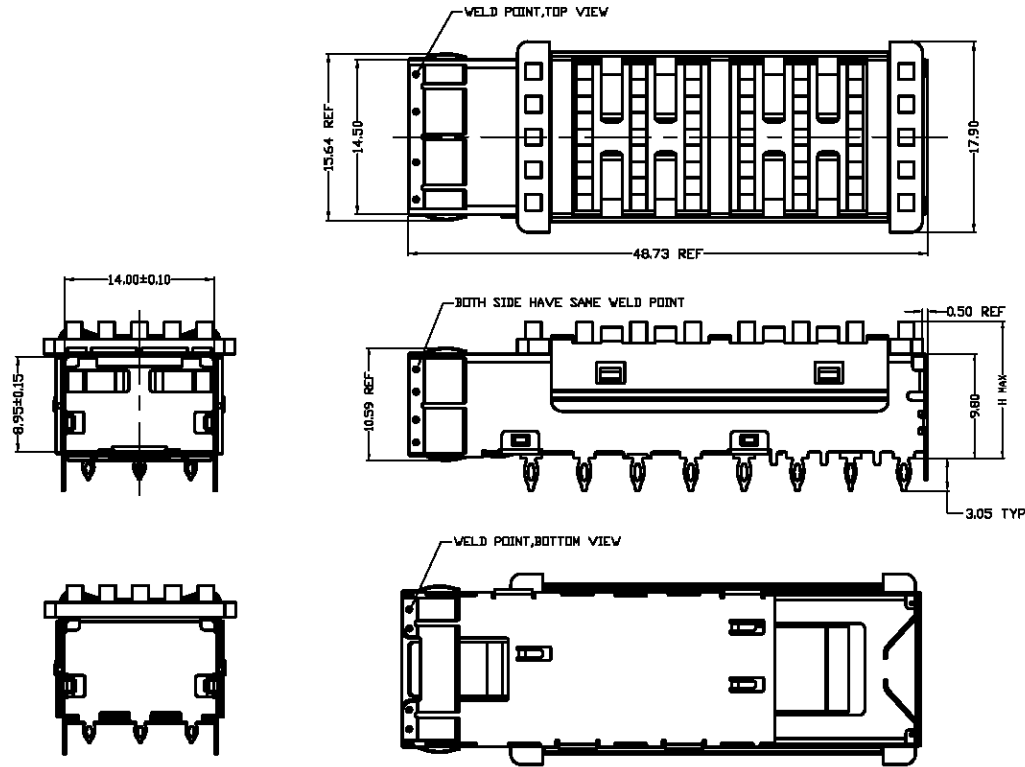 WELD POINT,TOP VIEW
15.64 REF
14.50
17.90
48.73 REF
14.00±0.10
BOTH SIDE HAVE SAME WELD POINT
0.50 REF
8.95±0.15
10.59 REF
9.80
H MAX
3.05 TYP
WELD POINT,BOTTOM VIEW